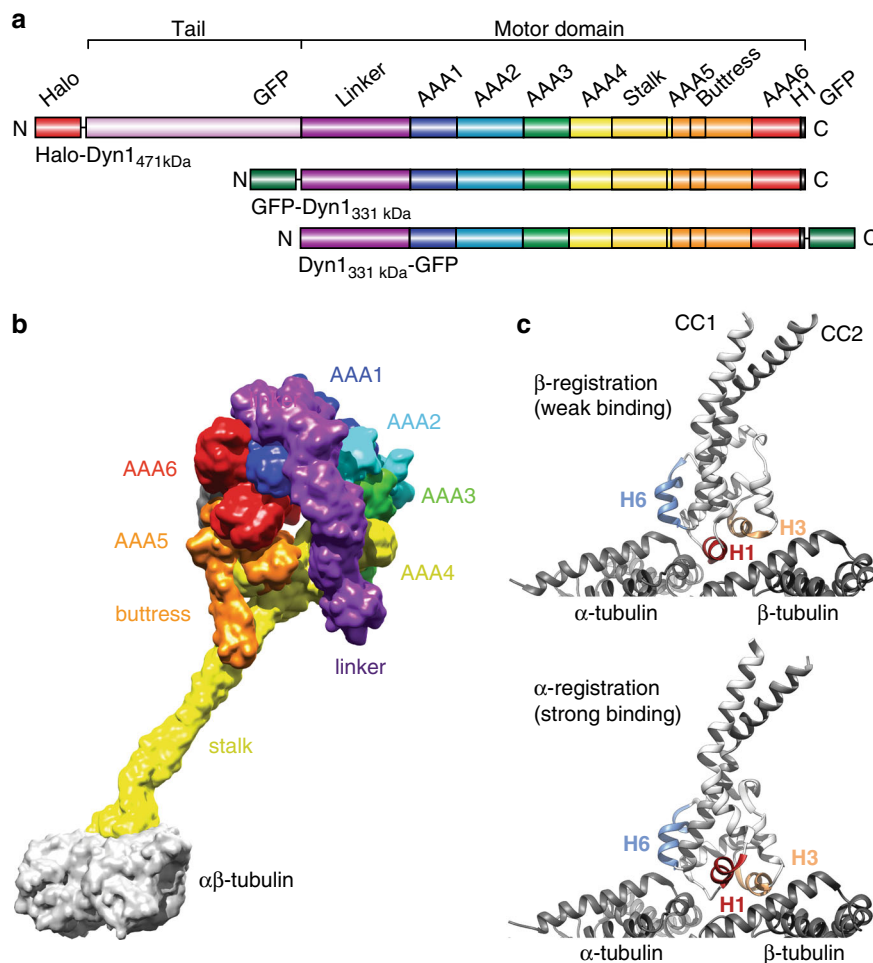 a
Tail Motor domain
Halo GFP Linker AAA1 AAA2 AAA3 AAA4 Stalk AAA5 Buttress AAA6 H1 GFP
N C
Halo-Dyn1471kDa
N C
GFP-Dyn1331 kDa
N C
Dyn1331 kDa-GFP
b
AAA1
AAA2
AAA6
AAA3
AAA5
AAA4
buttress
linker
stalk
αβ-tubulin
c
CC1
CC2
β-registration
(weak binding)
H6
H3
H1
α-tubulin β-tubulin
α-registration
(strong binding)
H6
H3
H1
α-tubulin β-tubulin